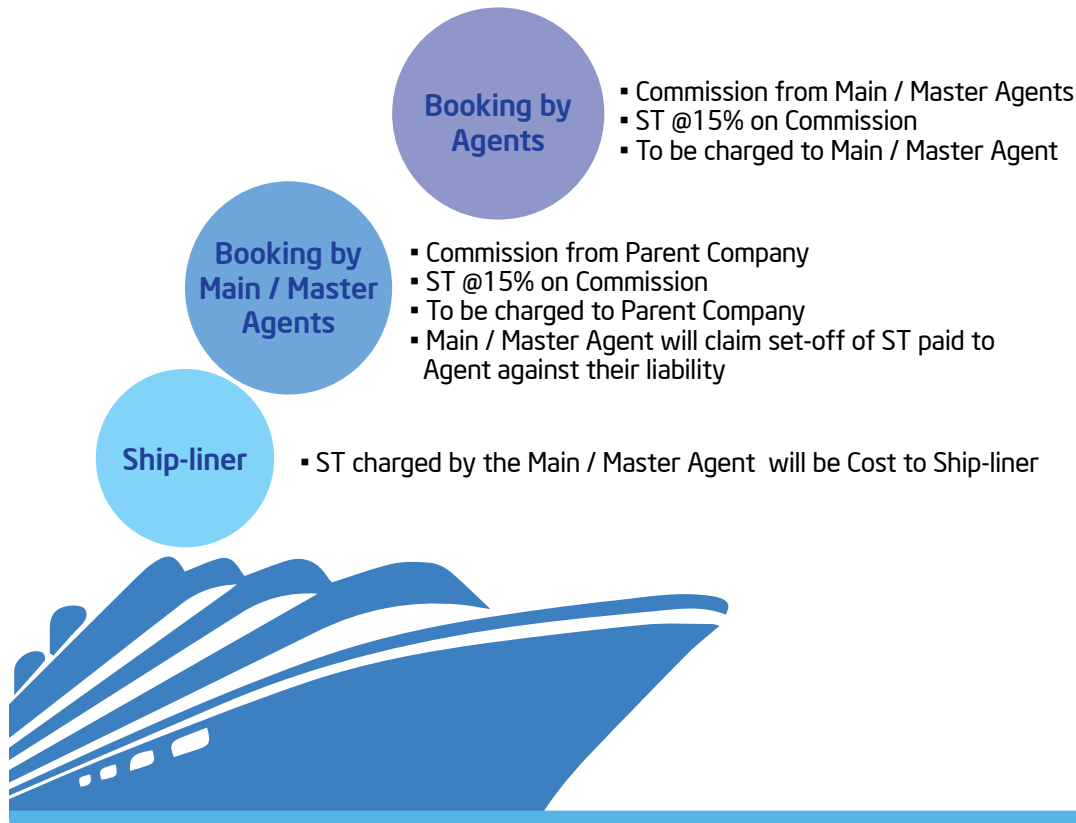 Booking by
Agents
▪ Commission from Main / Master Agents
▪ ST @15% on Commission
▪ To be charged to Main / Master Agent
Booking by
Main / Master
Agents
▪ Commission from Parent Company
▪ ST @15% on Commission
▪ To be charged to Parent Company
▪ Main / Master Agent will claim set-off of ST paid to
Agent against their liability
Ship-liner
▪ ST charged by the Main / Master Agent will be Cost to Ship-liner